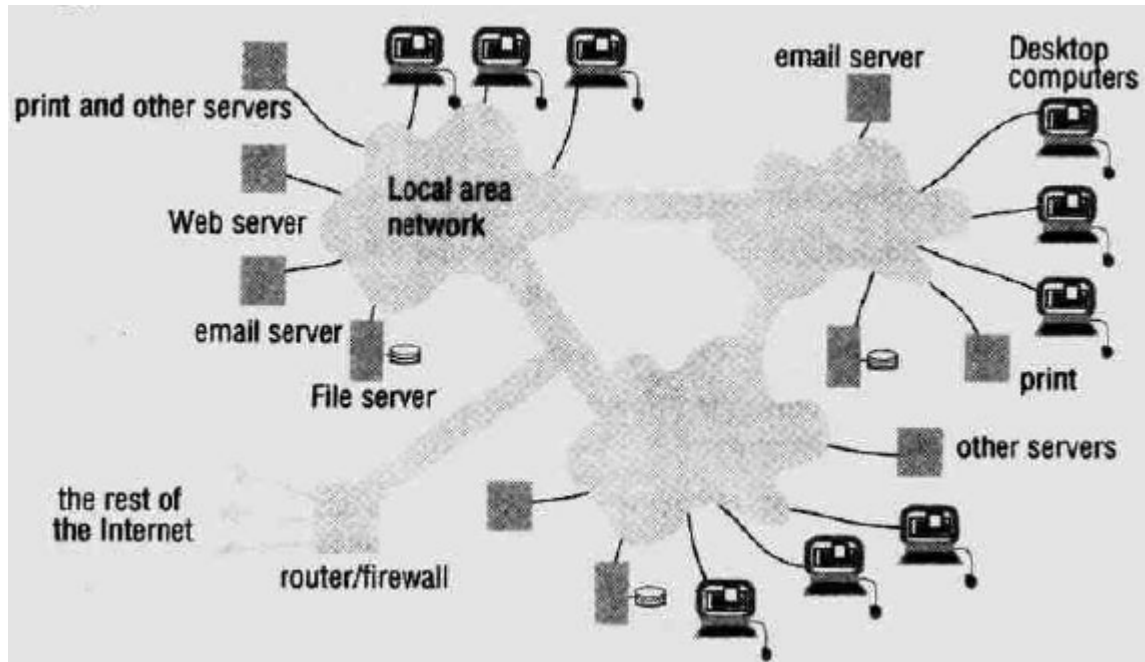 print and other servers
Web server
email server
File server
Local area
network
email server
Desktop
computers
print
other servers
the rest of
the Internet
router/firewall